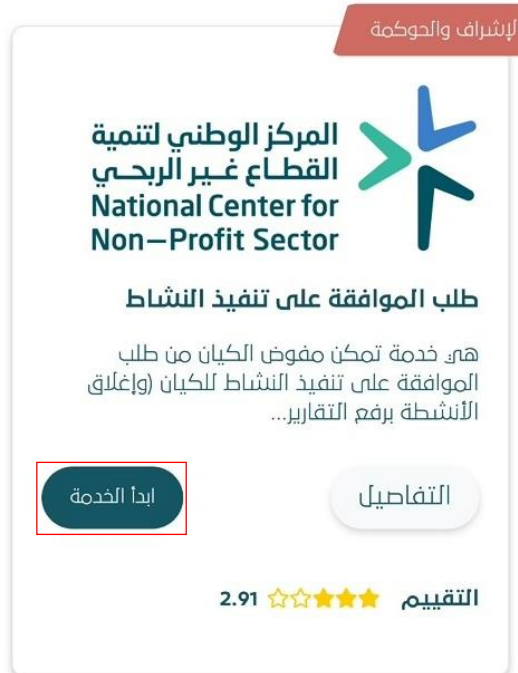 لإشراف والحوكمة
المركز الوطني لتنمية
القطاع غير الربحي
National Center for
Non-Profit Sector
طلب الموافقة على تنفيذ النشاط
هي خدمة تمكن مفوض الكيان من طلب
الموافقة على تنفيذ النشاط للكيان (وإغلاق
الأنشطة برفع التقارير...
التفاصيل
ابدأ الخدمة
التقييم 2.91